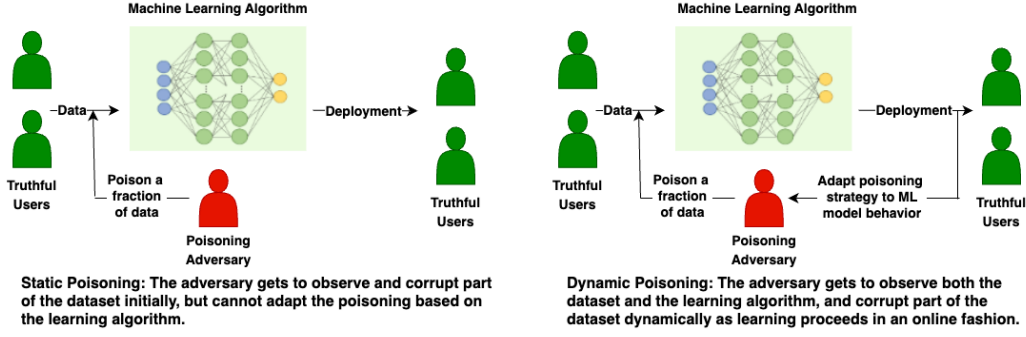 Machine Learning Algorithm
Data
Deployment
Truthful
Users
Poison a
fraction
of data
Poisoning
Adversary
Truthful
Users
Static Poisoning: The adversary gets to observe and corrupt part
of the dataset initially, but cannot adapt the poisoning based on
the learning algorithm.
Machine Learning Algorithm
Data
Deployment
Truthful
Users
Poison a
fraction
of data
Adapt poisoning
strategy to ML
model behavior
Poisoning
Adversary
Truthful
Users
Dynamic Poisoning: The adversary gets to observe both the
dataset and the learning algorithm, and corrupt part of the
dataset dynamically as learning proceeds in an online fashion.